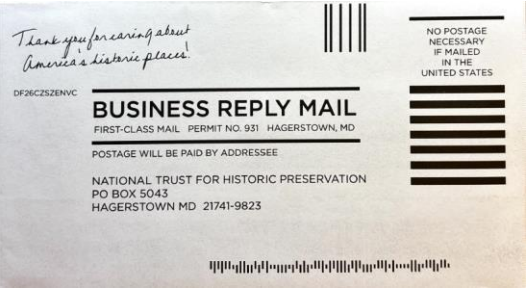 Thank you for caring about
America's historic places!
NO POSTAGE
NECESSARY
IF MAILED
IN THE
UNITED STATES
DF26CZSZENVC
BUSINESS REPLY MAIL
FIRST-CLASS MAIL PERMIT NO. 931 HAGERSTOWN, MD
POSTAGE WILL BE PAID BY ADDRESSEE
NATIONAL TRUST FOR HISTORIC PRESERVATION
PO BOX 5043
HAGERSTOWN MD 21741-9823